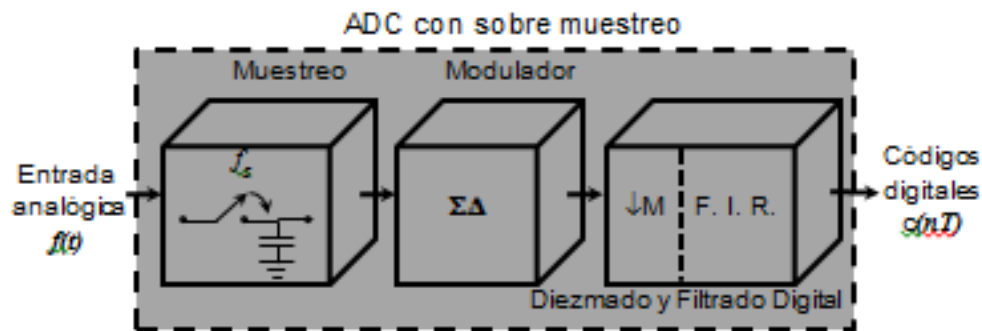 ADC con sobre muestreo
Muestreo
Modulador
Entrada
analógica
f(t)
f_s
ΣΔ
↓M
F. I. R.
Códigos
digitales
c(nT)
Diezmado y Filtrado Digital